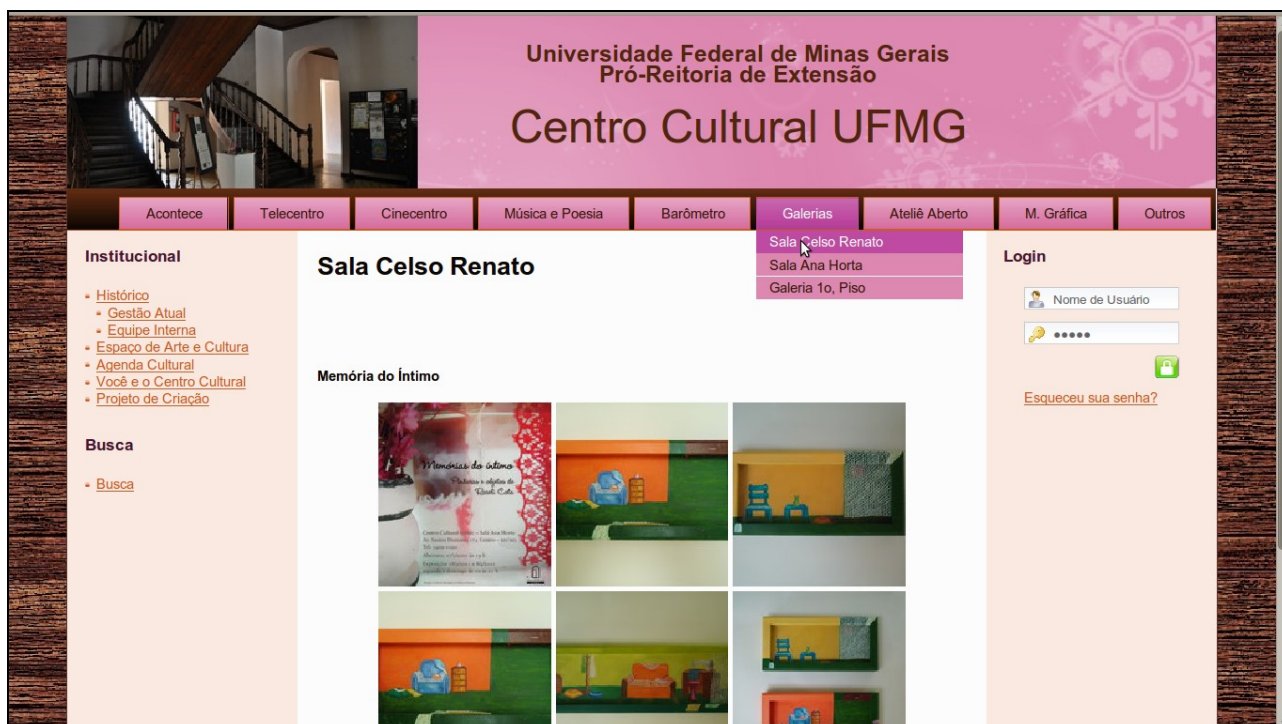 Universidade Federal de Minas Gerais
Pró-Reitoria de Extensão
Centro Cultural UFMG
Acontece
Telecentro
Cinecentro
Música e Poesia
Barômetro
Galerias
Ateliê Aberto
M. Gráfica
Outros
Sala Celso Renato
Sala Ana Horta
Galeria 1o, Piso
Institucional
Histórico
Gestão Atual
Equipe Interna
Espaço de Arte e Cultura
Agenda Cultural
Você e o Centro Cultural
Projeto de Criação
Busca
Busca
Sala Celso Renato
Memória do Íntimo
Memórias do íntimo
Pinturas e objetos de
Login
Nome de Usuário
•••••
Esqueceu sua senha?